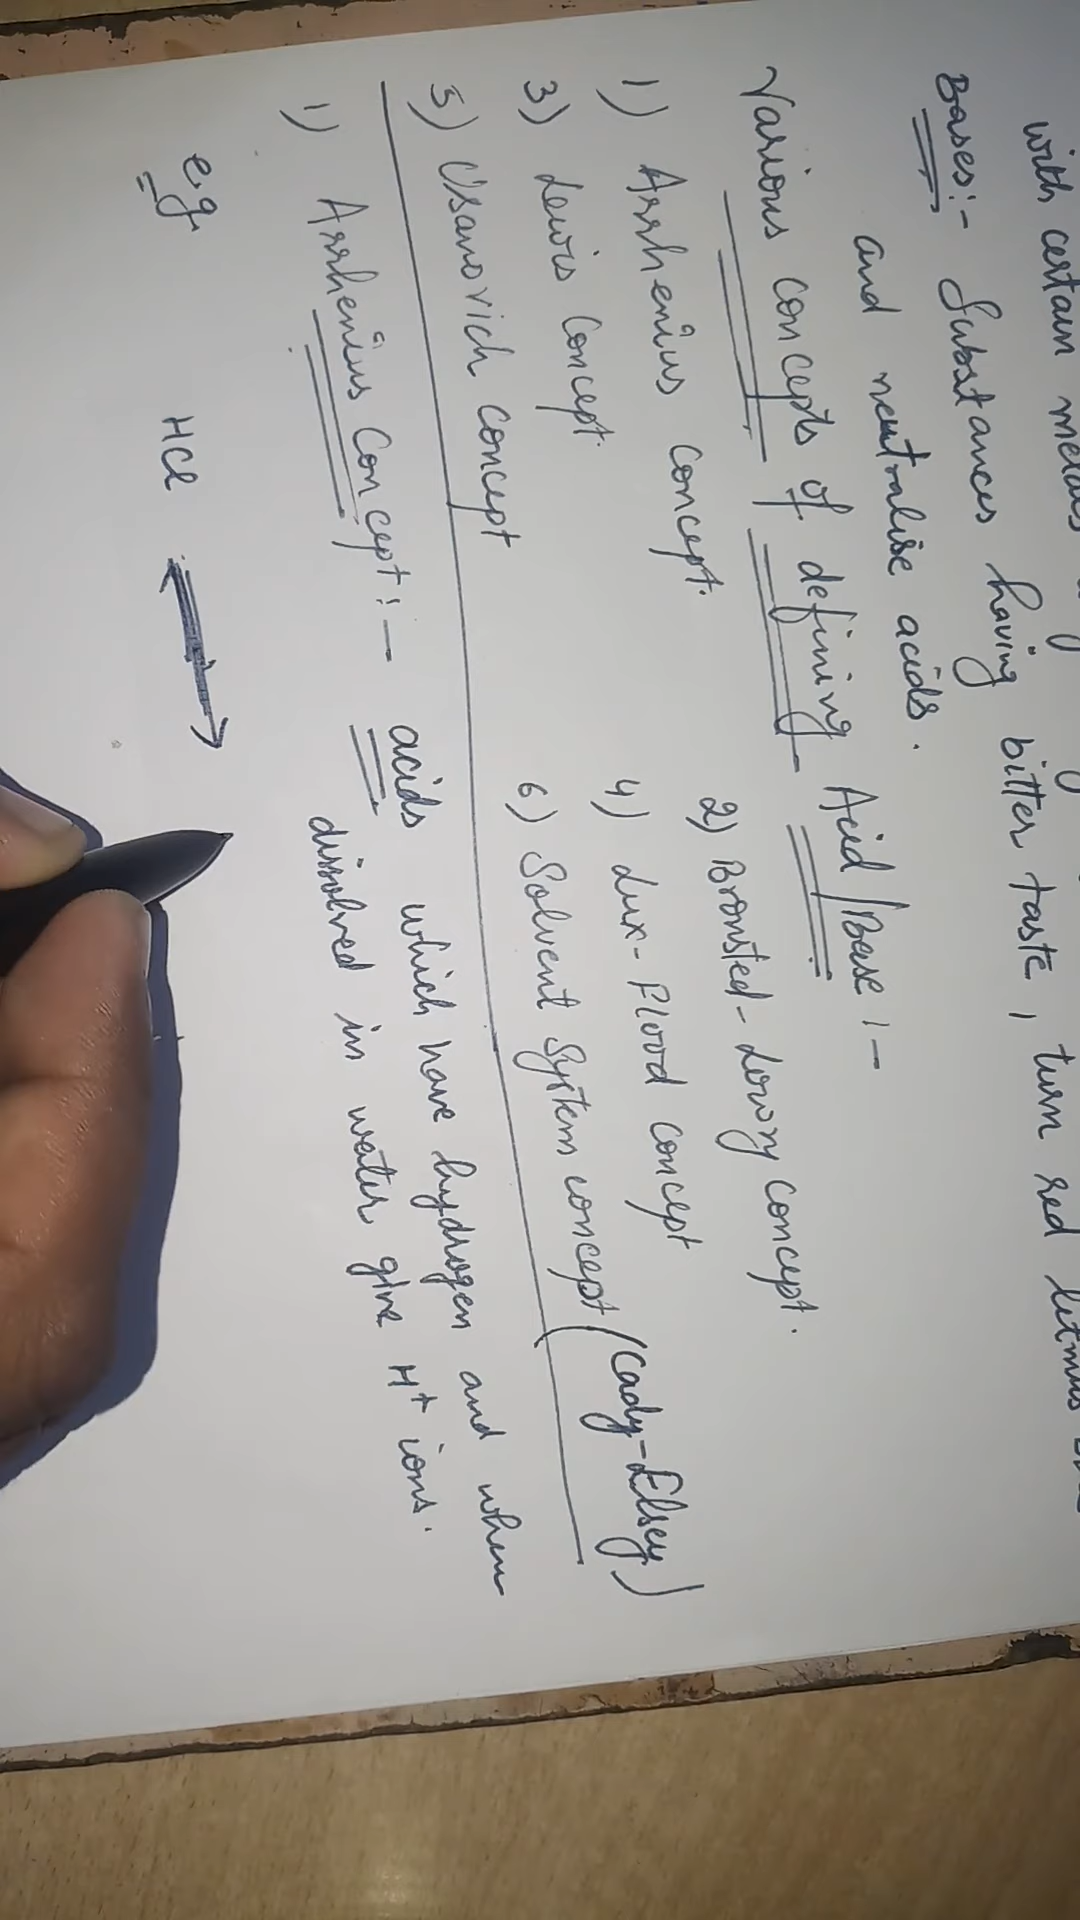 with certain metals
Bases:- Substances having bitter taste, turn red litmus
and neutralise acids.
Various concepts of defining Acid/Base :-
1) Arrhenius concept. 2) Bronsted-Lowry concept.
3) Lewis Concept. 4) Lux-Flood concept
5) Usanovich concept 6) Solvent System concept (Cady-Elsey)
1) Arrhenius Concept:- acids which have hydrogen and when
dissolved in water give H+ ions.
e.g. HCl